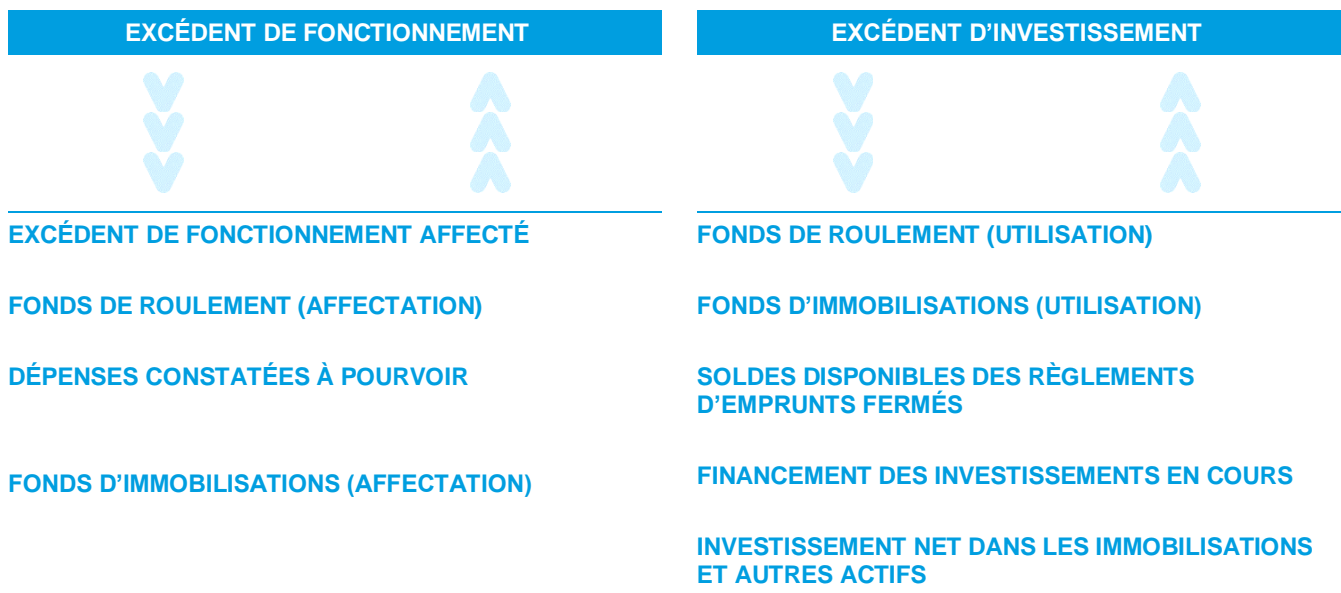 EXCÉDENT DE FONCTIONNEMENT
EXCÉDENT DE FONCTIONNEMENT AFFECTÉ
FONDS DE ROULEMENT (AFFECTATION)
DÉPENSES CONSTATÉES À POURVOIR
FONDS D’IMMOBILISATIONS (AFFECTATION)
EXCÉDENT D’INVESTISSEMENT
FONDS DE ROULEMENT (UTILISATION)
FONDS D’IMMOBILISATIONS (UTILISATION)
SOLDES DISPONIBLES DES RÈGLEMENTS
D’EMPRUNTS FERMÉS
FINANCEMENT DES INVESTISSEMENTS EN COURS
INVESTISSEMENT NET DANS LES IMMOBILISATIONS
ET AUTRES ACTIFS